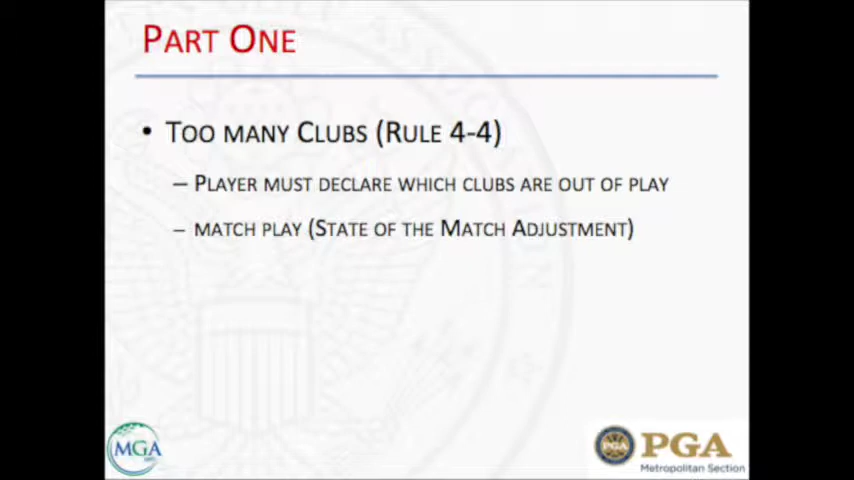 PART ONE
• TOO MANY CLUBS (RULE 4-4)
– PLAYER MUST DECLARE WHICH CLUBS ARE OUT OF PLAY
– MATCH PLAY (STATE OF THE MATCH ADJUSTMENT)
MGA
PGA
PGA
Metropolitan Section